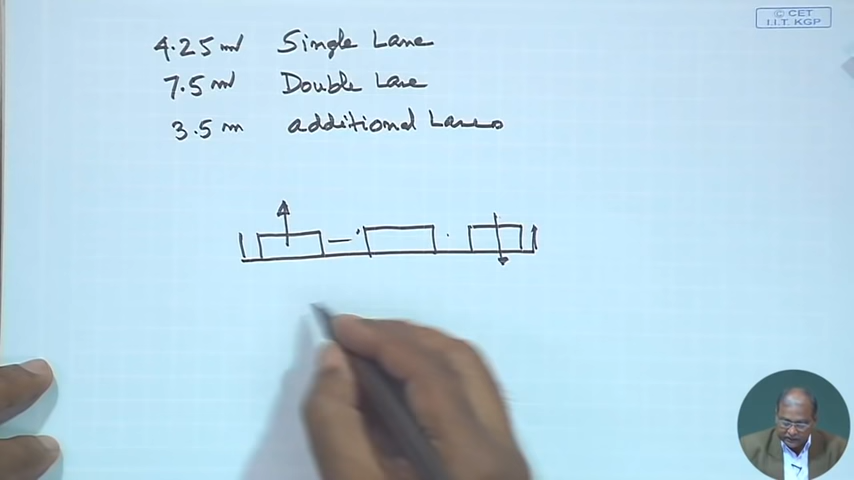 © CET
I.I.T. KGP
4.25 m Single Lane
7.5 m Double Lane
3.5 m additional Lanes